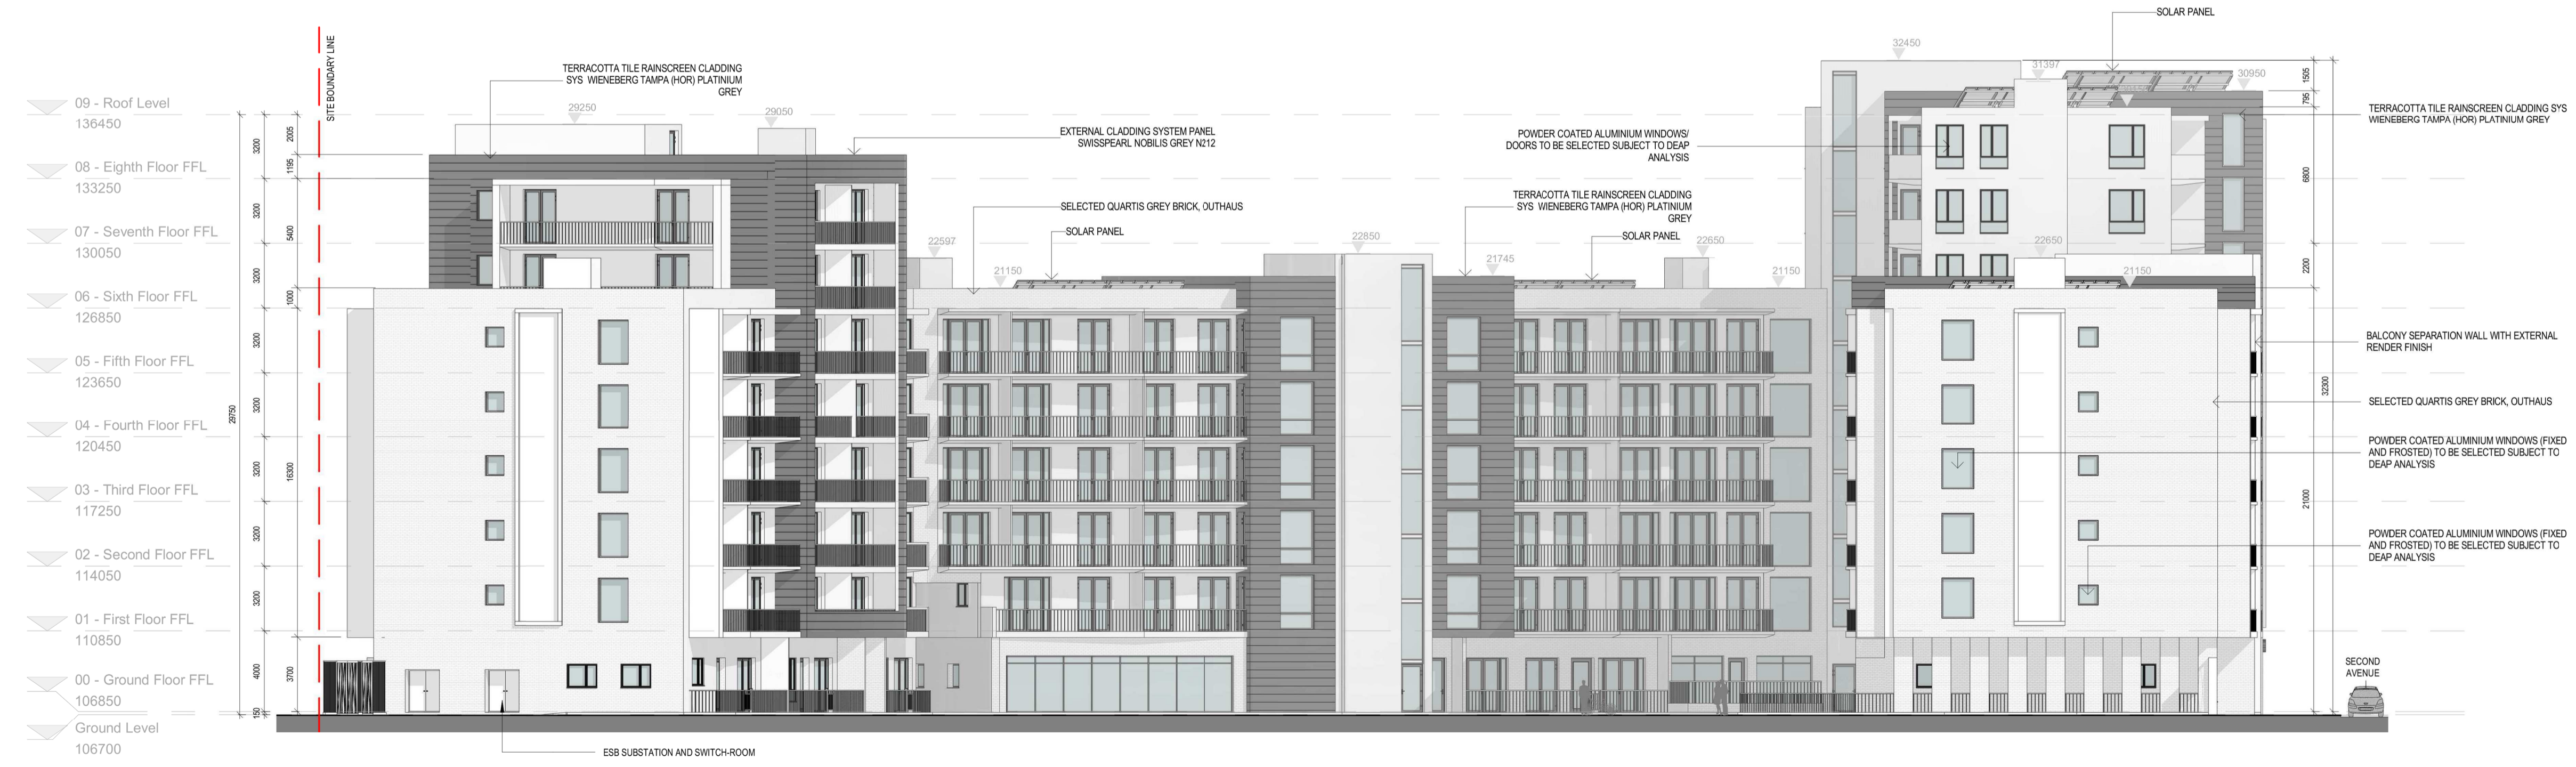 SOLAR PANEL
32450
SITE BOUNDARY LINE
TERRACOTTA TILE RAINSCREEN CLADDING
SYS WIENEBERG TAMPA (HOR) PLATINIUM
GREY
31397
30950
1505
795
09 - Roof Level
136450
29250
29050
TERRACOTTA TILE RAINSCREEN CLADDING SYS
WIENEBERG TAMPA (HOR) PLATINIUM GREY
EXTERNAL CLADDING SYSTEM PANEL
SWISSPEARL NOBILIS GREY N212
POWDER COATED ALUMINIUM WINDOWS/
DOORS TO BE SELECTED SUBJECT TO DEAP
ANALYSIS
3200
2005
1195
08 - Eighth Floor FFL
133250
6800
TERRACOTTA TILE RAINSCREEN CLADDING
SYS WIENEBERG TAMPA (HOR) PLATINIUM
GREY
SELECTED QUARTIS GREY BRICK, OUTHAUS
3200
5400
07 - Seventh Floor FFL
130050
SOLAR PANEL
SOLAR PANEL
22597
22850
22650
22650
21150
21745
21150
21150
2200
3200
1000
06 - Sixth Floor FFL
126850
3200
BALCONY SEPARATION WALL WITH EXTERNAL
RENDER FINISH
05 - Fifth Floor FFL
123650
3200
29750
32300
SELECTED QUARTIS GREY BRICK, OUTHAUS
04 - Fourth Floor FFL
120450
3200
16300
POWDER COATED ALUMINIUM WINDOWS (FIXED
AND FROSTED) TO BE SELECTED SUBJECT TO
DEAP ANALYSIS
03 - Third Floor FFL
117250
21000
3200
POWDER COATED ALUMINIUM WINDOWS (FIXED
AND FROSTED) TO BE SELECTED SUBJECT TO
DEAP ANALYSIS
02 - Second Floor FFL
114050
3200
01 - First Floor FFL
110850
4000
3700
00 - Ground Floor FFL
106850
SECOND
AVENUE
150
Ground Level
106700
ESB SUBSTATION AND SWITCH-ROOM